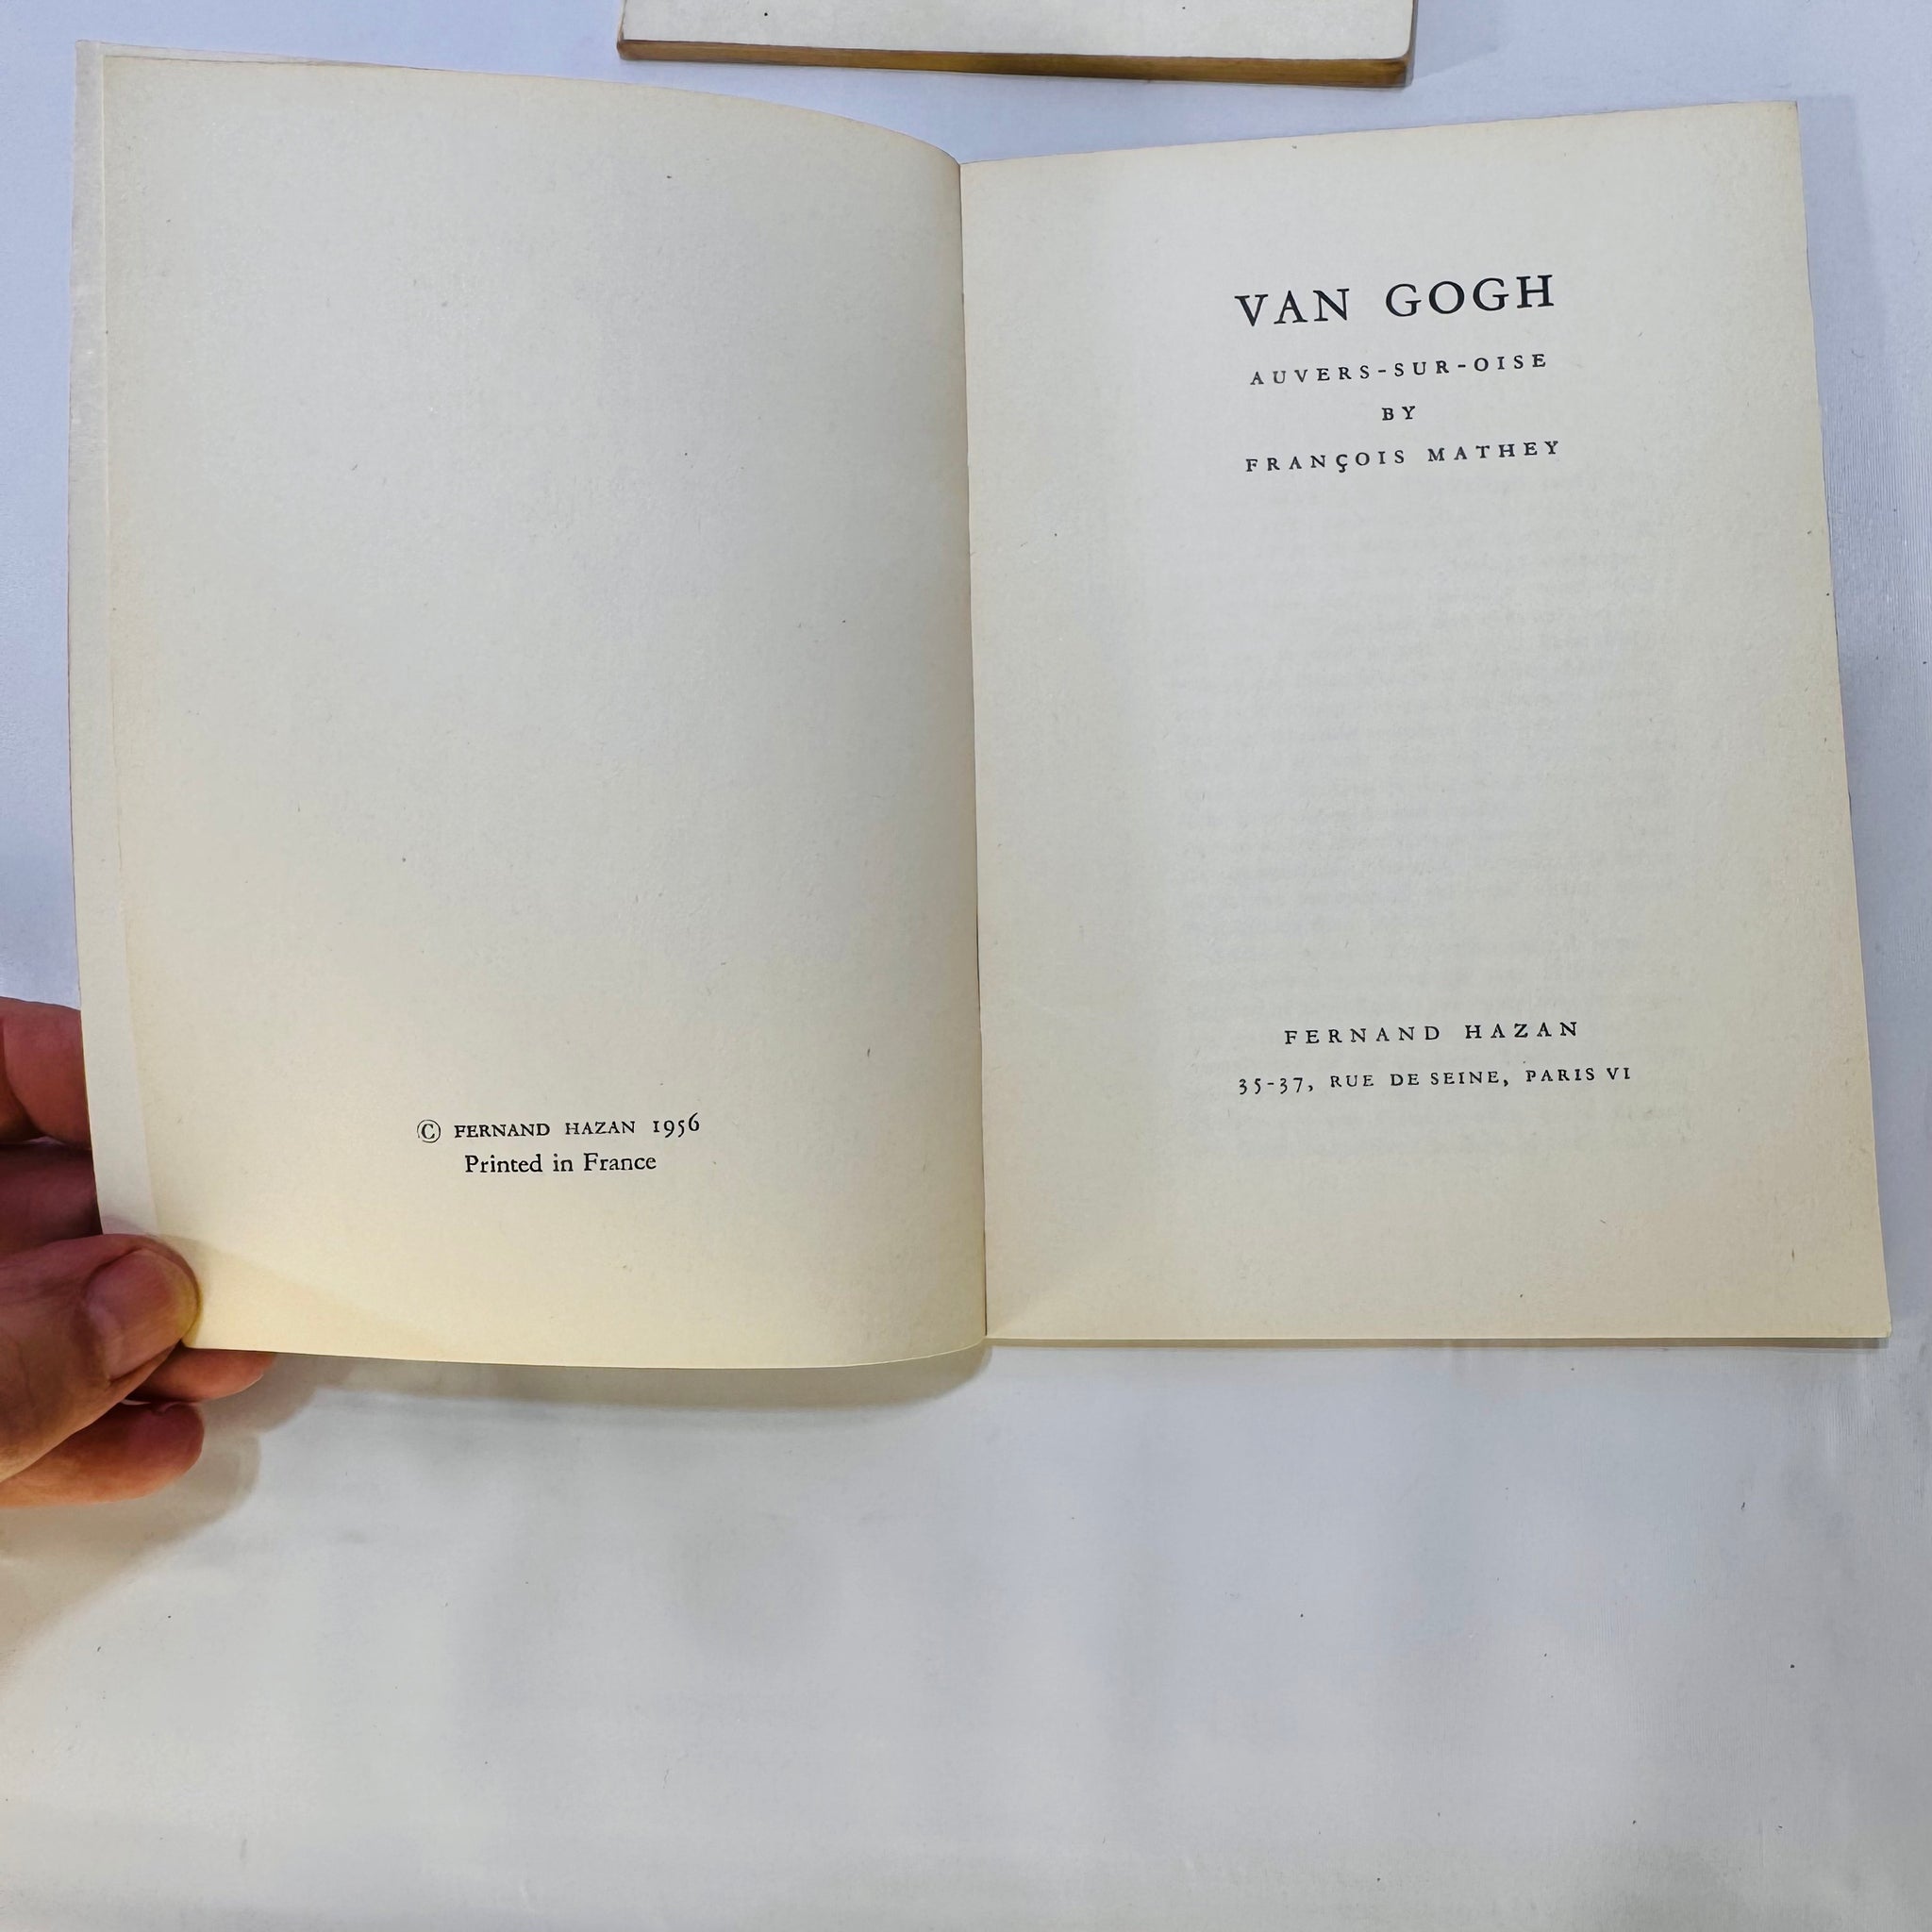 © FERNAND HAZAN 1956
Printed in France
VAN GOGH
AUVERS-SUR-OISE
BY
FRANÇOIS MATHEY
FERNAND HAZAN
35-37, RUE DE SEINE, PARIS VI